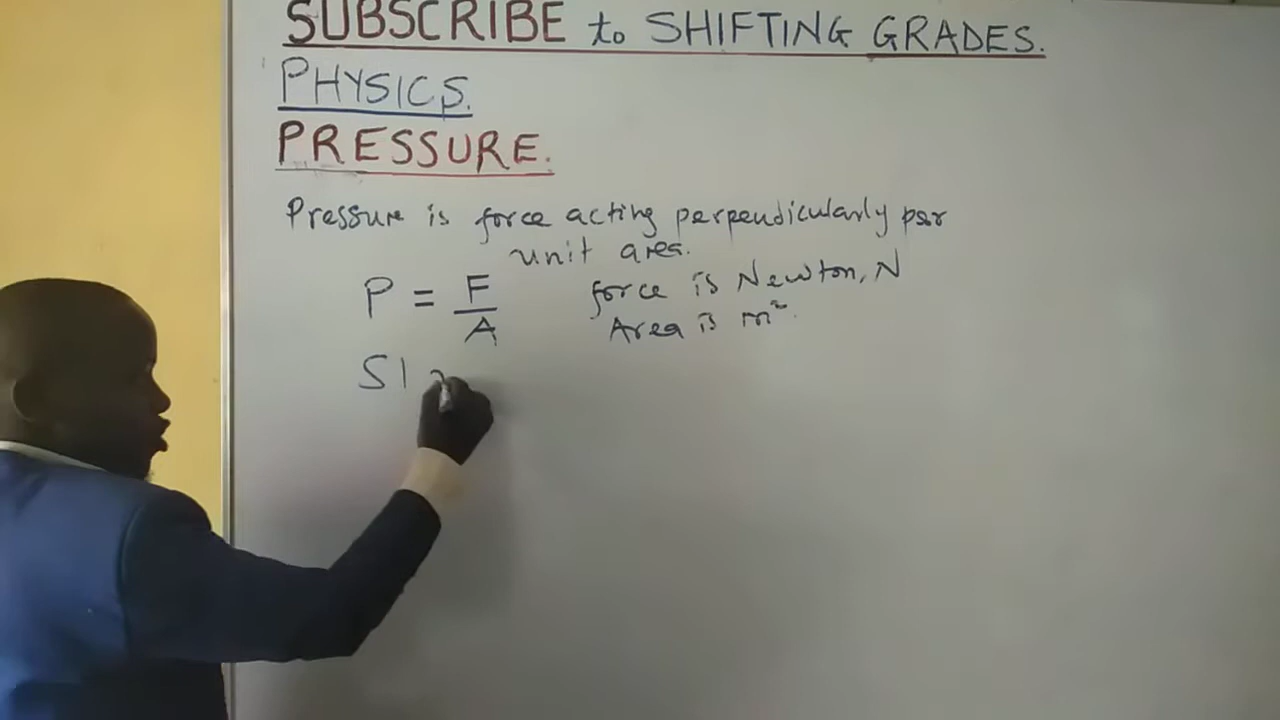 SUBSCRIBE to SHIFTING GRADES.
PHYSICS.
PRESSURE.
Pressure is force acting perpendicularly per
unit area.
P = F/A
force is Newton, N
Area is m²
SI